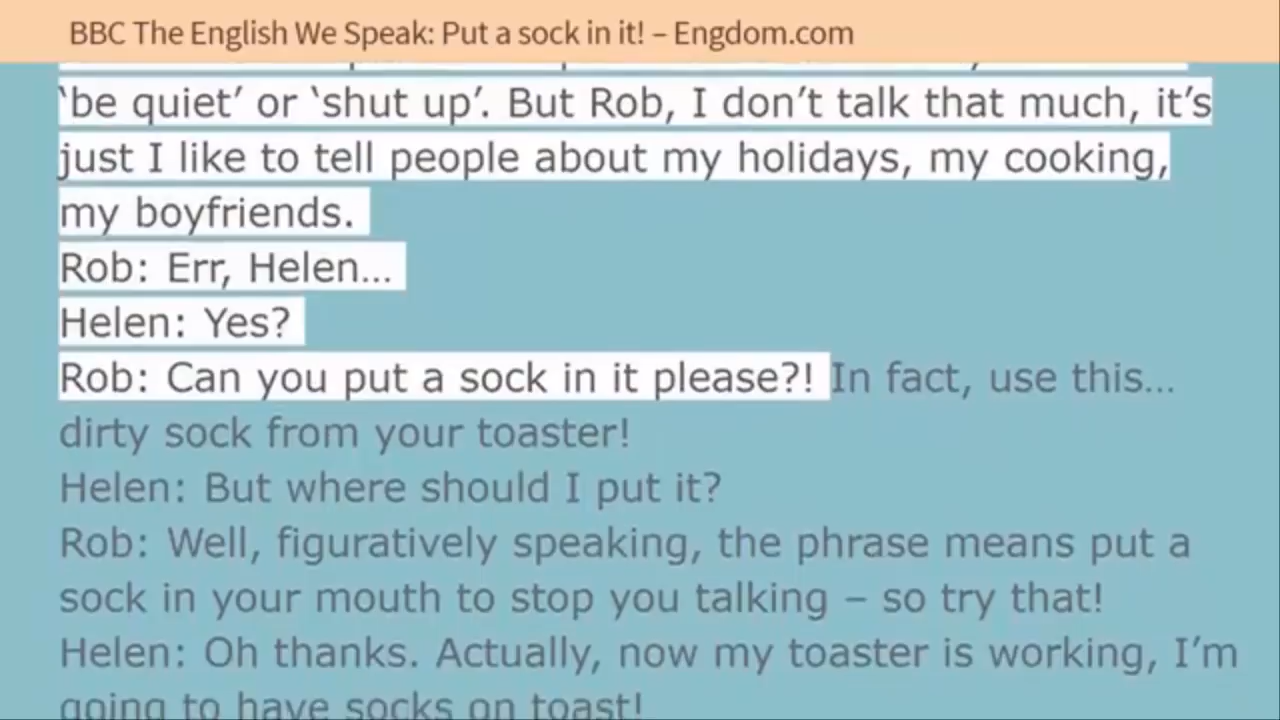 BBC The English We Speak: Put a sock in it! – Engdom.com
‘be quiet’ or ‘shut up’. But Rob, I don’t talk that much, it’s
just I like to tell people about my holidays, my cooking,
my boyfriends.
Rob: Err, Helen…
Helen: Yes?
Rob: Can you put a sock in it please?! In fact, use this…
dirty sock from your toaster!
Helen: But where should I put it?
Rob: Well, figuratively speaking, the phrase means put a
sock in your mouth to stop you talking – so try that!
Helen: Oh thanks. Actually, now my toaster is working, I’m
going to have socks on toast!